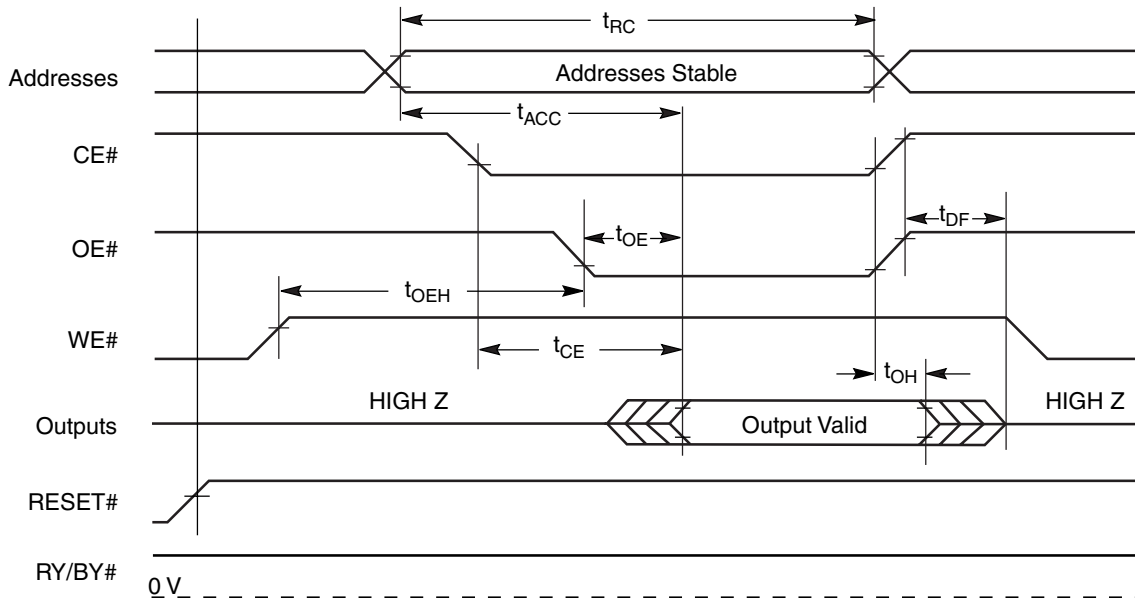 tRC
Addresses
Addresses Stable
tACC
CE#
tDF
OE#
tOE
tOEH
WE#
tCE
tOH
HIGH Z
HIGH Z
Outputs
Output Valid
RESET#
RY/BY#
0 V